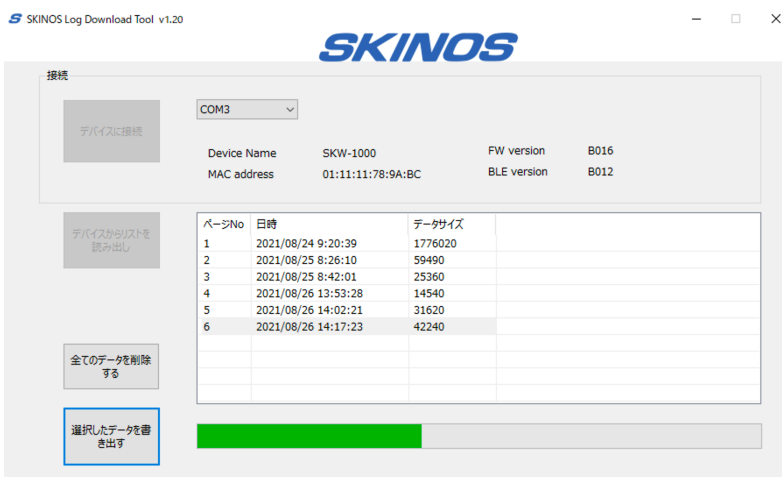 SKINOS Log Download Tool v1.20
SKINOS
接続
デバイスに接続
COM3
Device Name SKW-1000 FW version B016
MAC address 01:11:11:78:9A:BC BLE version B012
デバイスからリストを
読み出し
ページNo 日時 データサイズ
1 2021/08/24 9:20:39 1776020
2 2021/08/25 8:26:10 59490
3 2021/08/25 8:42:01 25360
4 2021/08/26 13:53:28 14540
5 2021/08/26 14:02:21 31620
6 2021/08/26 14:17:23 42240
全てのデータを削除
する
選択したデータを書
き出す